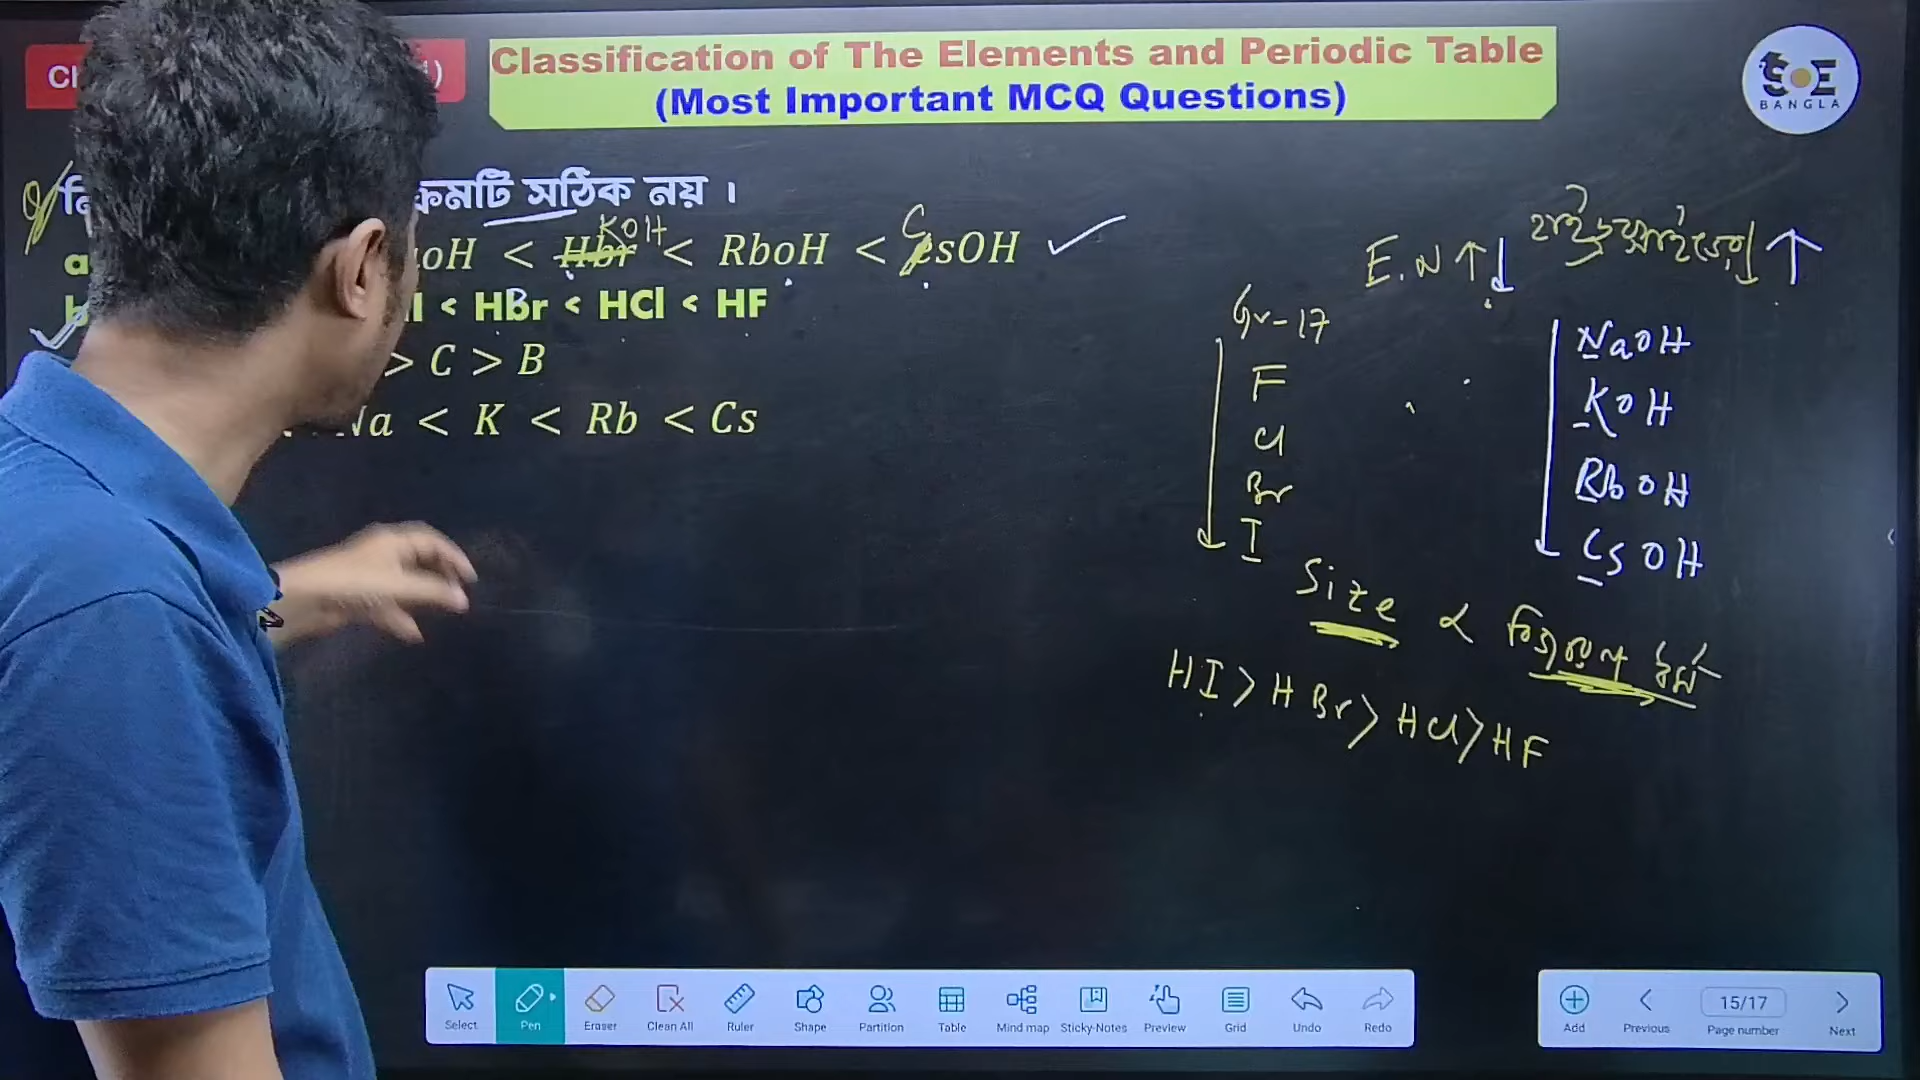 Classification of The Elements and Periodic Table
(Most Important MCQ Questions)
SOE
BANGLA
ক্রমটি সঠিক নয় ।
KOH C
oH < Hbr < RboH < esOH
b
I < HBr < HCl < HF
> C > B
Na < K < Rb < Cs
E.N ↑↓
Gr-17
F
Cl
Br
I
NaOH
KOH
RbOH
CsOH
Size ∝
HI > HBr > HCl > HF
Select Pen Eraser Clean All Ruler Shape Partition Table Mind map Sticky-Notes Preview Grid Undo Redo
Add Previous 15/17 Page number Next